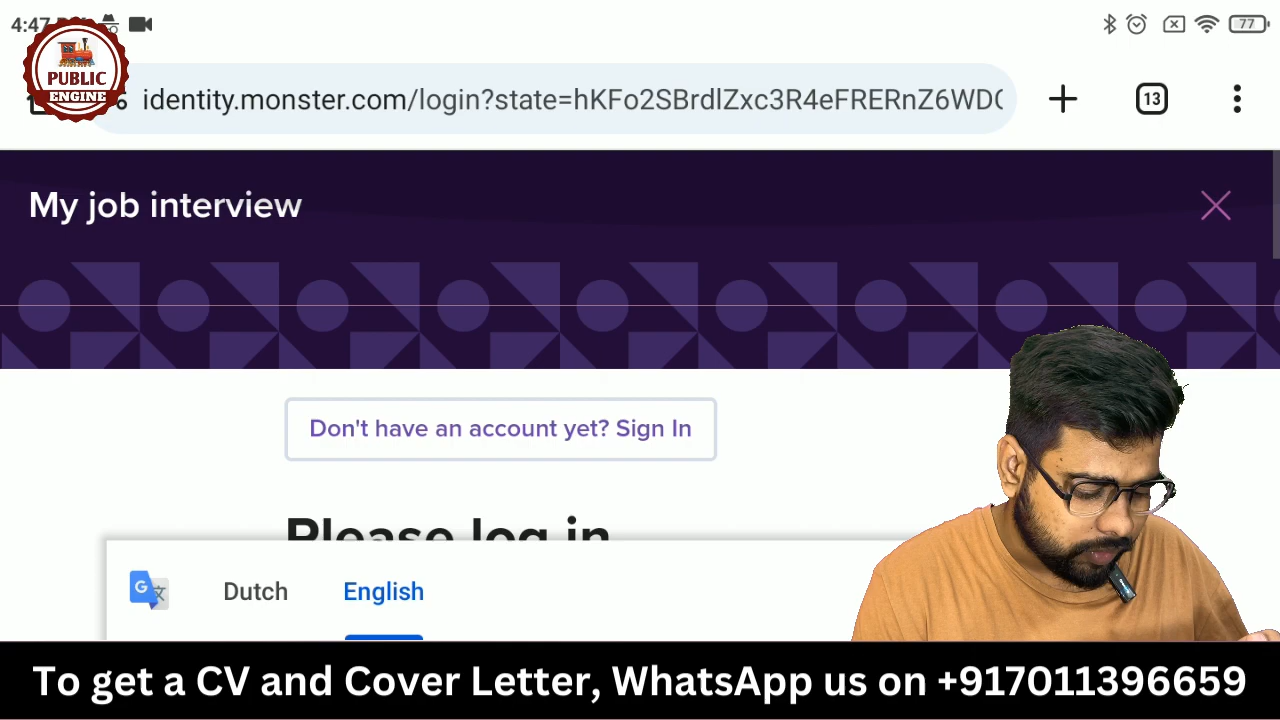 4:47
77
PUBLIC
ENGINE
identity.monster.com/login?state=hKFo2SBrdlZxc3R4eFRERnZ6WD
13
My job interview
Don't have an account yet? Sign In
Please log in
Dutch
English
To get a CV and Cover Letter, WhatsApp us on +917011396659